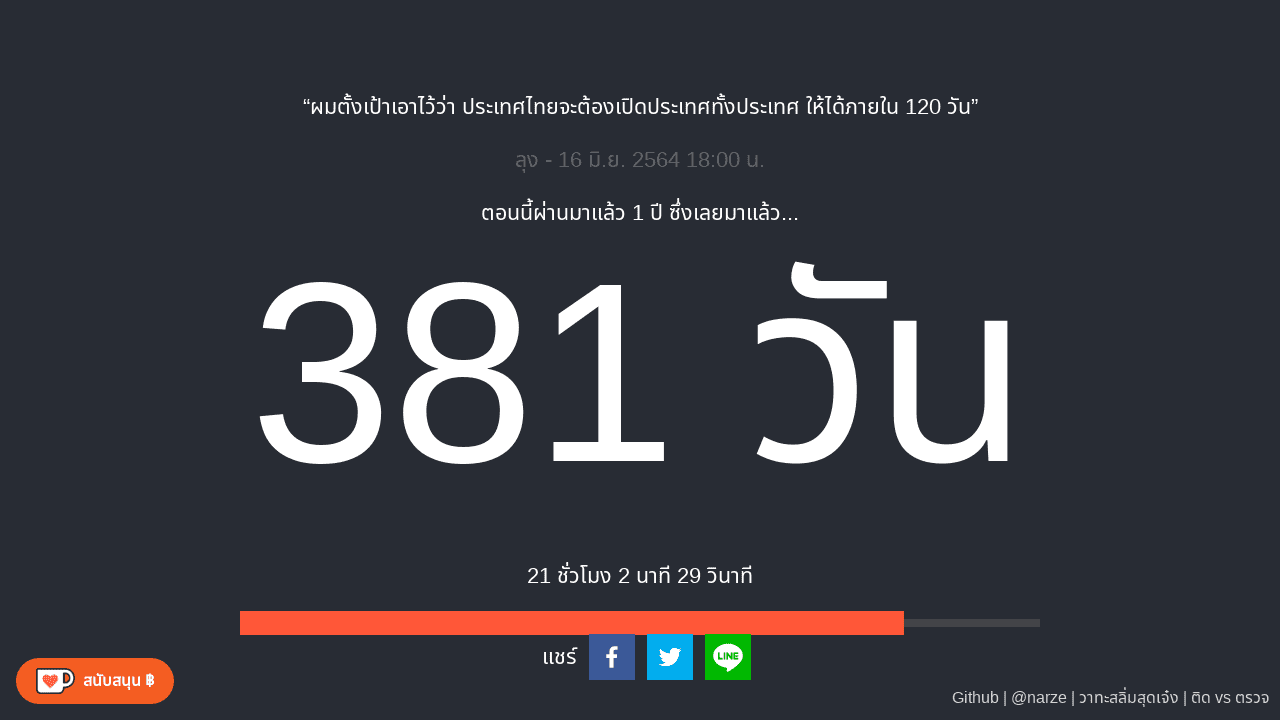 “ผมตั้งเป้าเอาไว้ว่า ประเทศไทยจะต้องเปิดประเทศทั้งประเทศ ให้ได้ภายใน 120 วัน”
ลุง - 16 มิ.ย. 2564 18:00 น.
ตอนนี้ผ่านมาแล้ว 1 ปี ซึ่งเลยมาแล้ว...
381 วัน
21 ชั่วโมง 2 นาที 29 วินาที
แชร์
LINE
สนับสนุน ฿
Github | @narze | วาทะสลิ่มสุดเจ๋ง | ติด vs ตรวจ